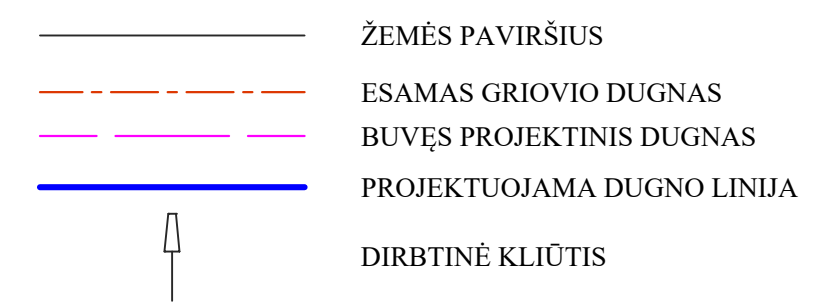 ŽEMĖS PAVIRŠIUS
ESAMAS GRIOVIO DUGNAS
BUVĘS PROJEKTINIS DUGNAS
PROJEKTUOJAMA DUGNO LINIJA
DIRBTINĖ KLIŪTIS